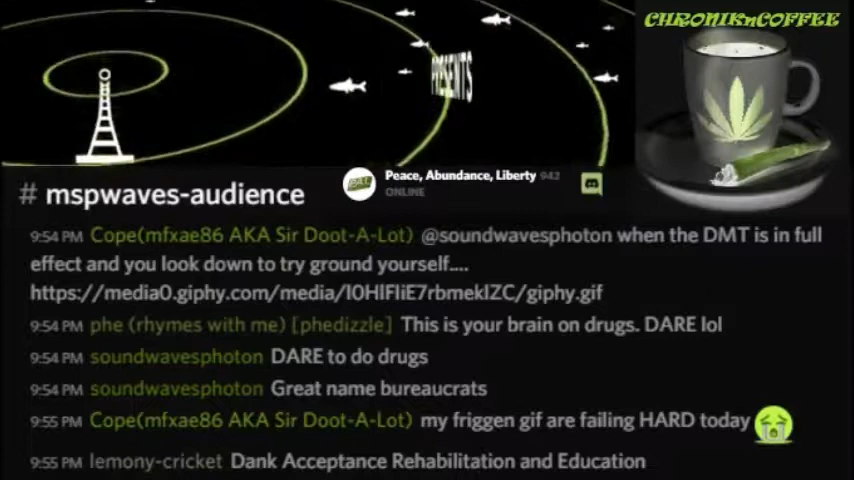 CHRONIKnCOFFEE
PRESENTS
# mspwaves-audience
Peace, Abundance, Liberty 942
ONLINE
9:54 PM Cope(mfxae86 AKA Sir Doot-A-Lot) @soundwavesphoton when the DMT is in full
effect and you look down to try ground yourself....
https://media0.giphy.com/media/l0HlFIiE7rbmeklZC/giphy.gif
9:54 PM phe (rhymes with me) [phedizzle] This is your brain on drugs. DARE lol
9:54 PM soundwavesphoton DARE to do drugs
9:54 PM soundwavesphoton Great name bureaucrats
9:55 PM Cope(mfxae86 AKA Sir Doot-A-Lot) my friggen gif are failing HARD today
9:55 PM lemony-cricket Dank Acceptance Rehabilitation and Education